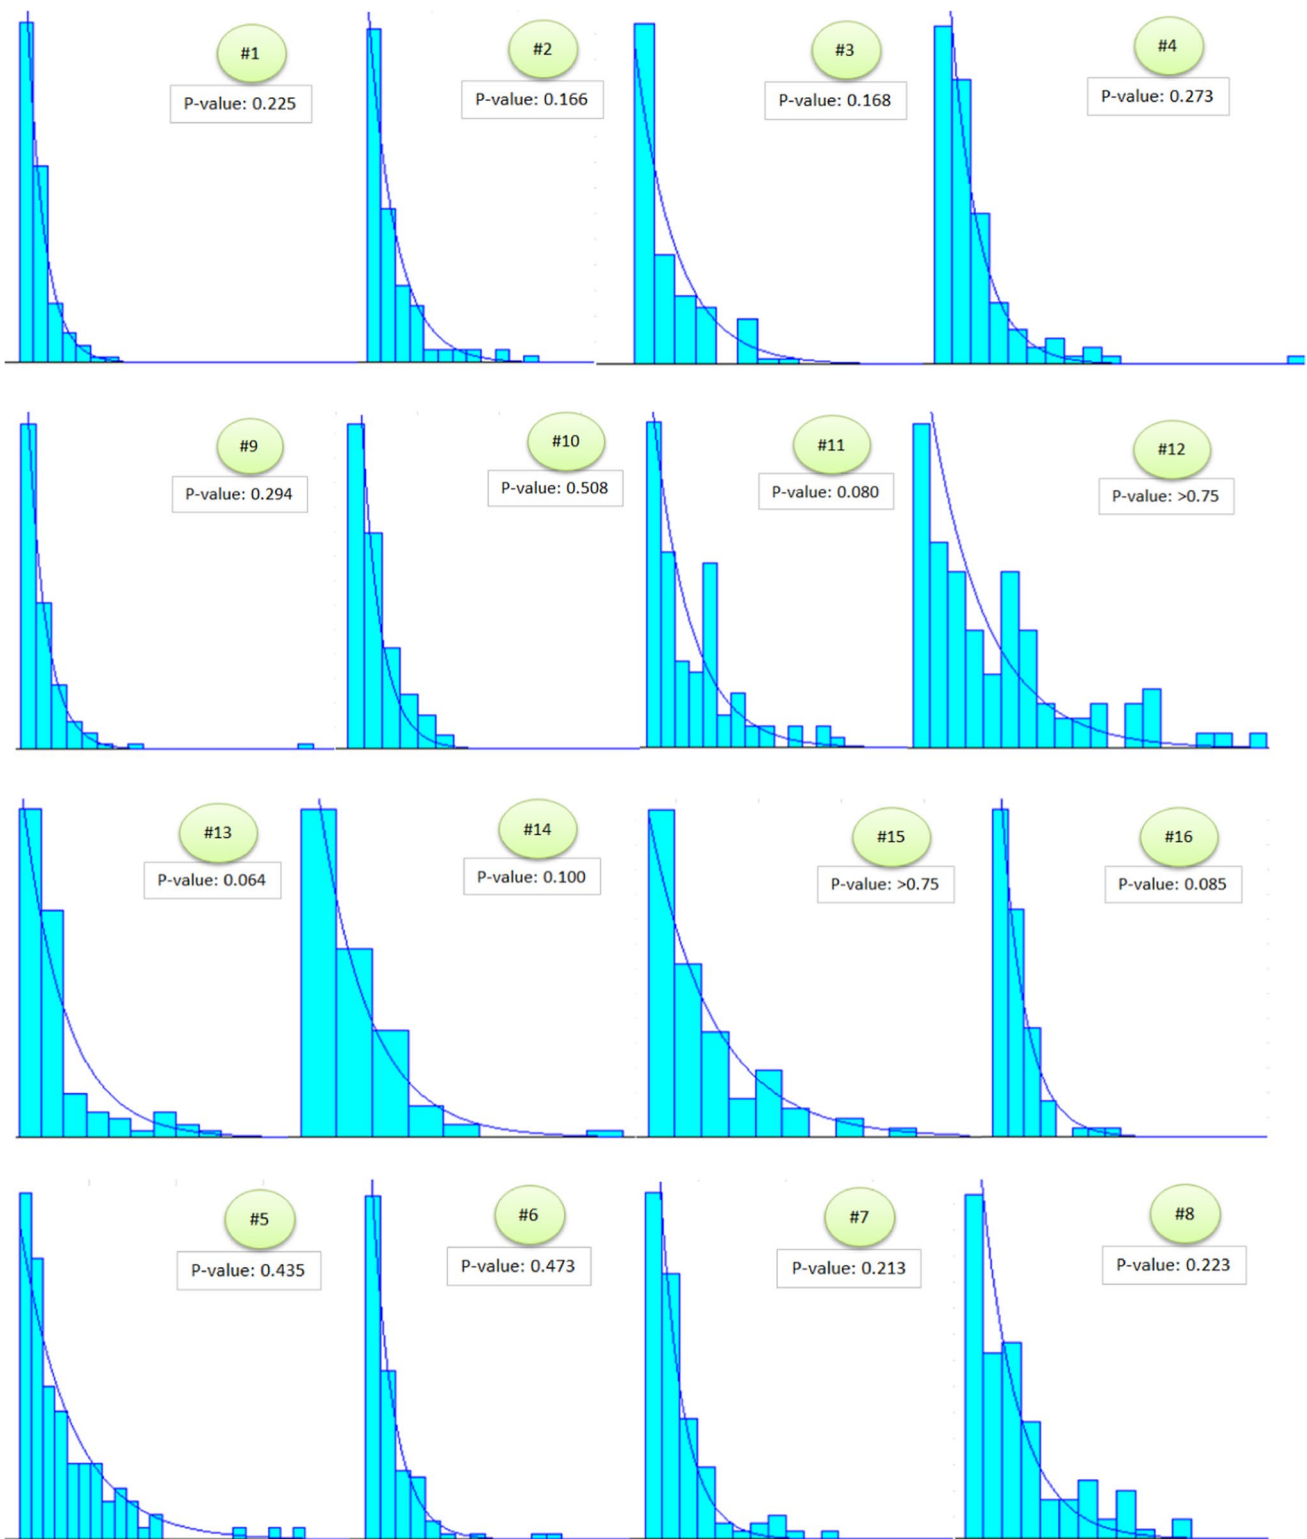 #1
P-value: 0.225
#2
P-value: 0.166
#3
P-value: 0.168
#4
P-value: 0.273
#9
P-value: 0.294
#10
P-value: 0.508
#11
P-value: 0.080
#12
P-value: >0.75
#13
P-value: 0.064
#14
P-value: 0.100
#15
P-value: >0.75
#16
P-value: 0.085
#5
P-value: 0.435
#6
P-value: 0.473
#7
P-value: 0.213
#8
P-value: 0.223